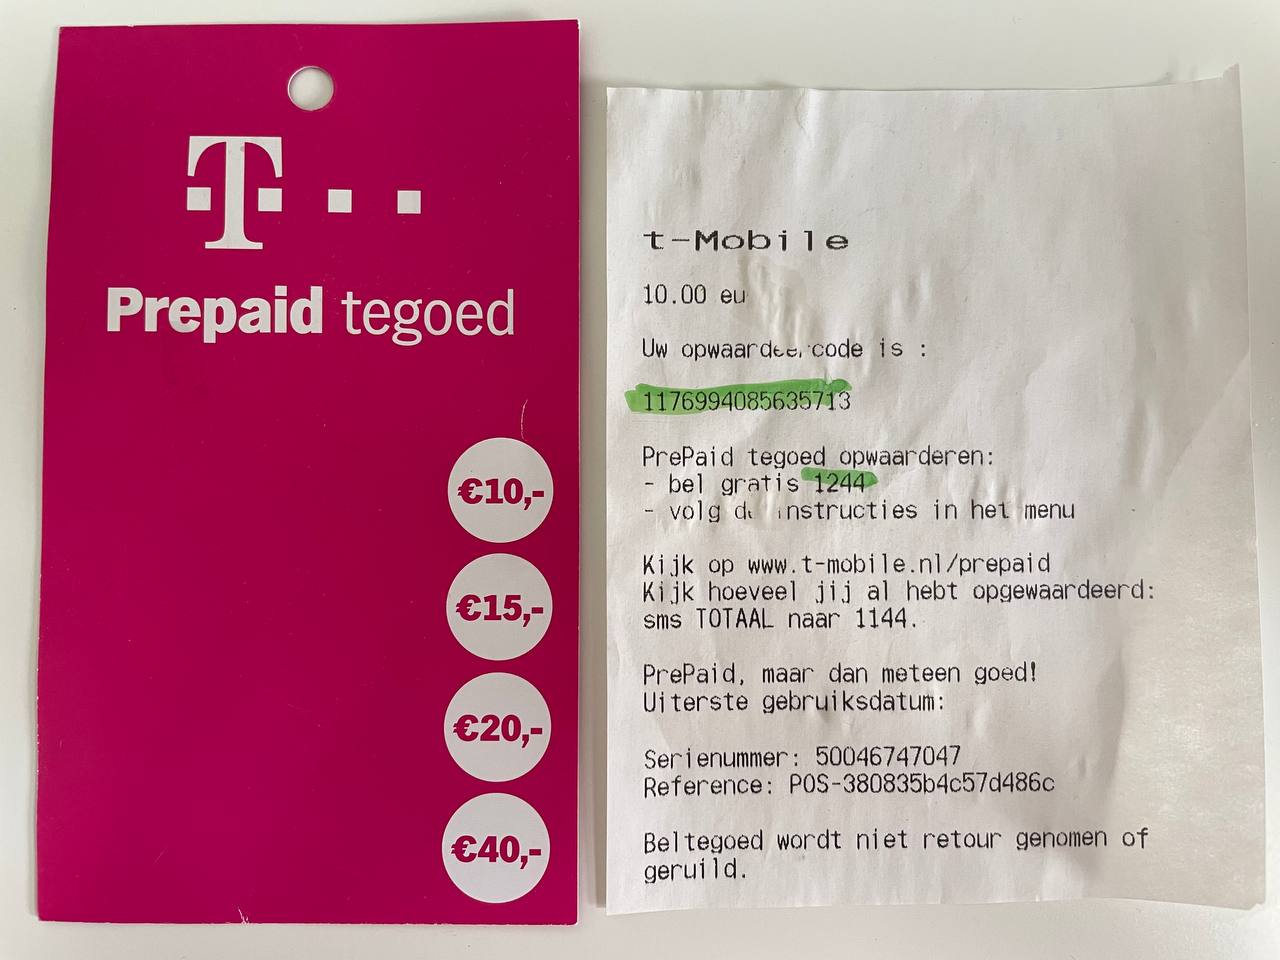 T
Prepaid tegoed
€10,-
€15,-
€20,-
€40,-
t-Mobile
10.00 eu
Uw opwaardeercode is :
1176994085635713
PrePaid tegoed opwaarderen:
- bel gratis 1244
- volg de instructies in het menu
Kijk op www.t-mobile.nl/prepaid
Kijk hoeveel jij al hebt opgewaardeerd:
sms TOTAAL naar 1144.
PrePaid, maar dan meteen goed!
Uiterste gebruiksdatum:
Serienummer: 50046747047
Reference: POS-380835b4c57d486c
Beltegoed wordt niet retour genomen of
geruild.